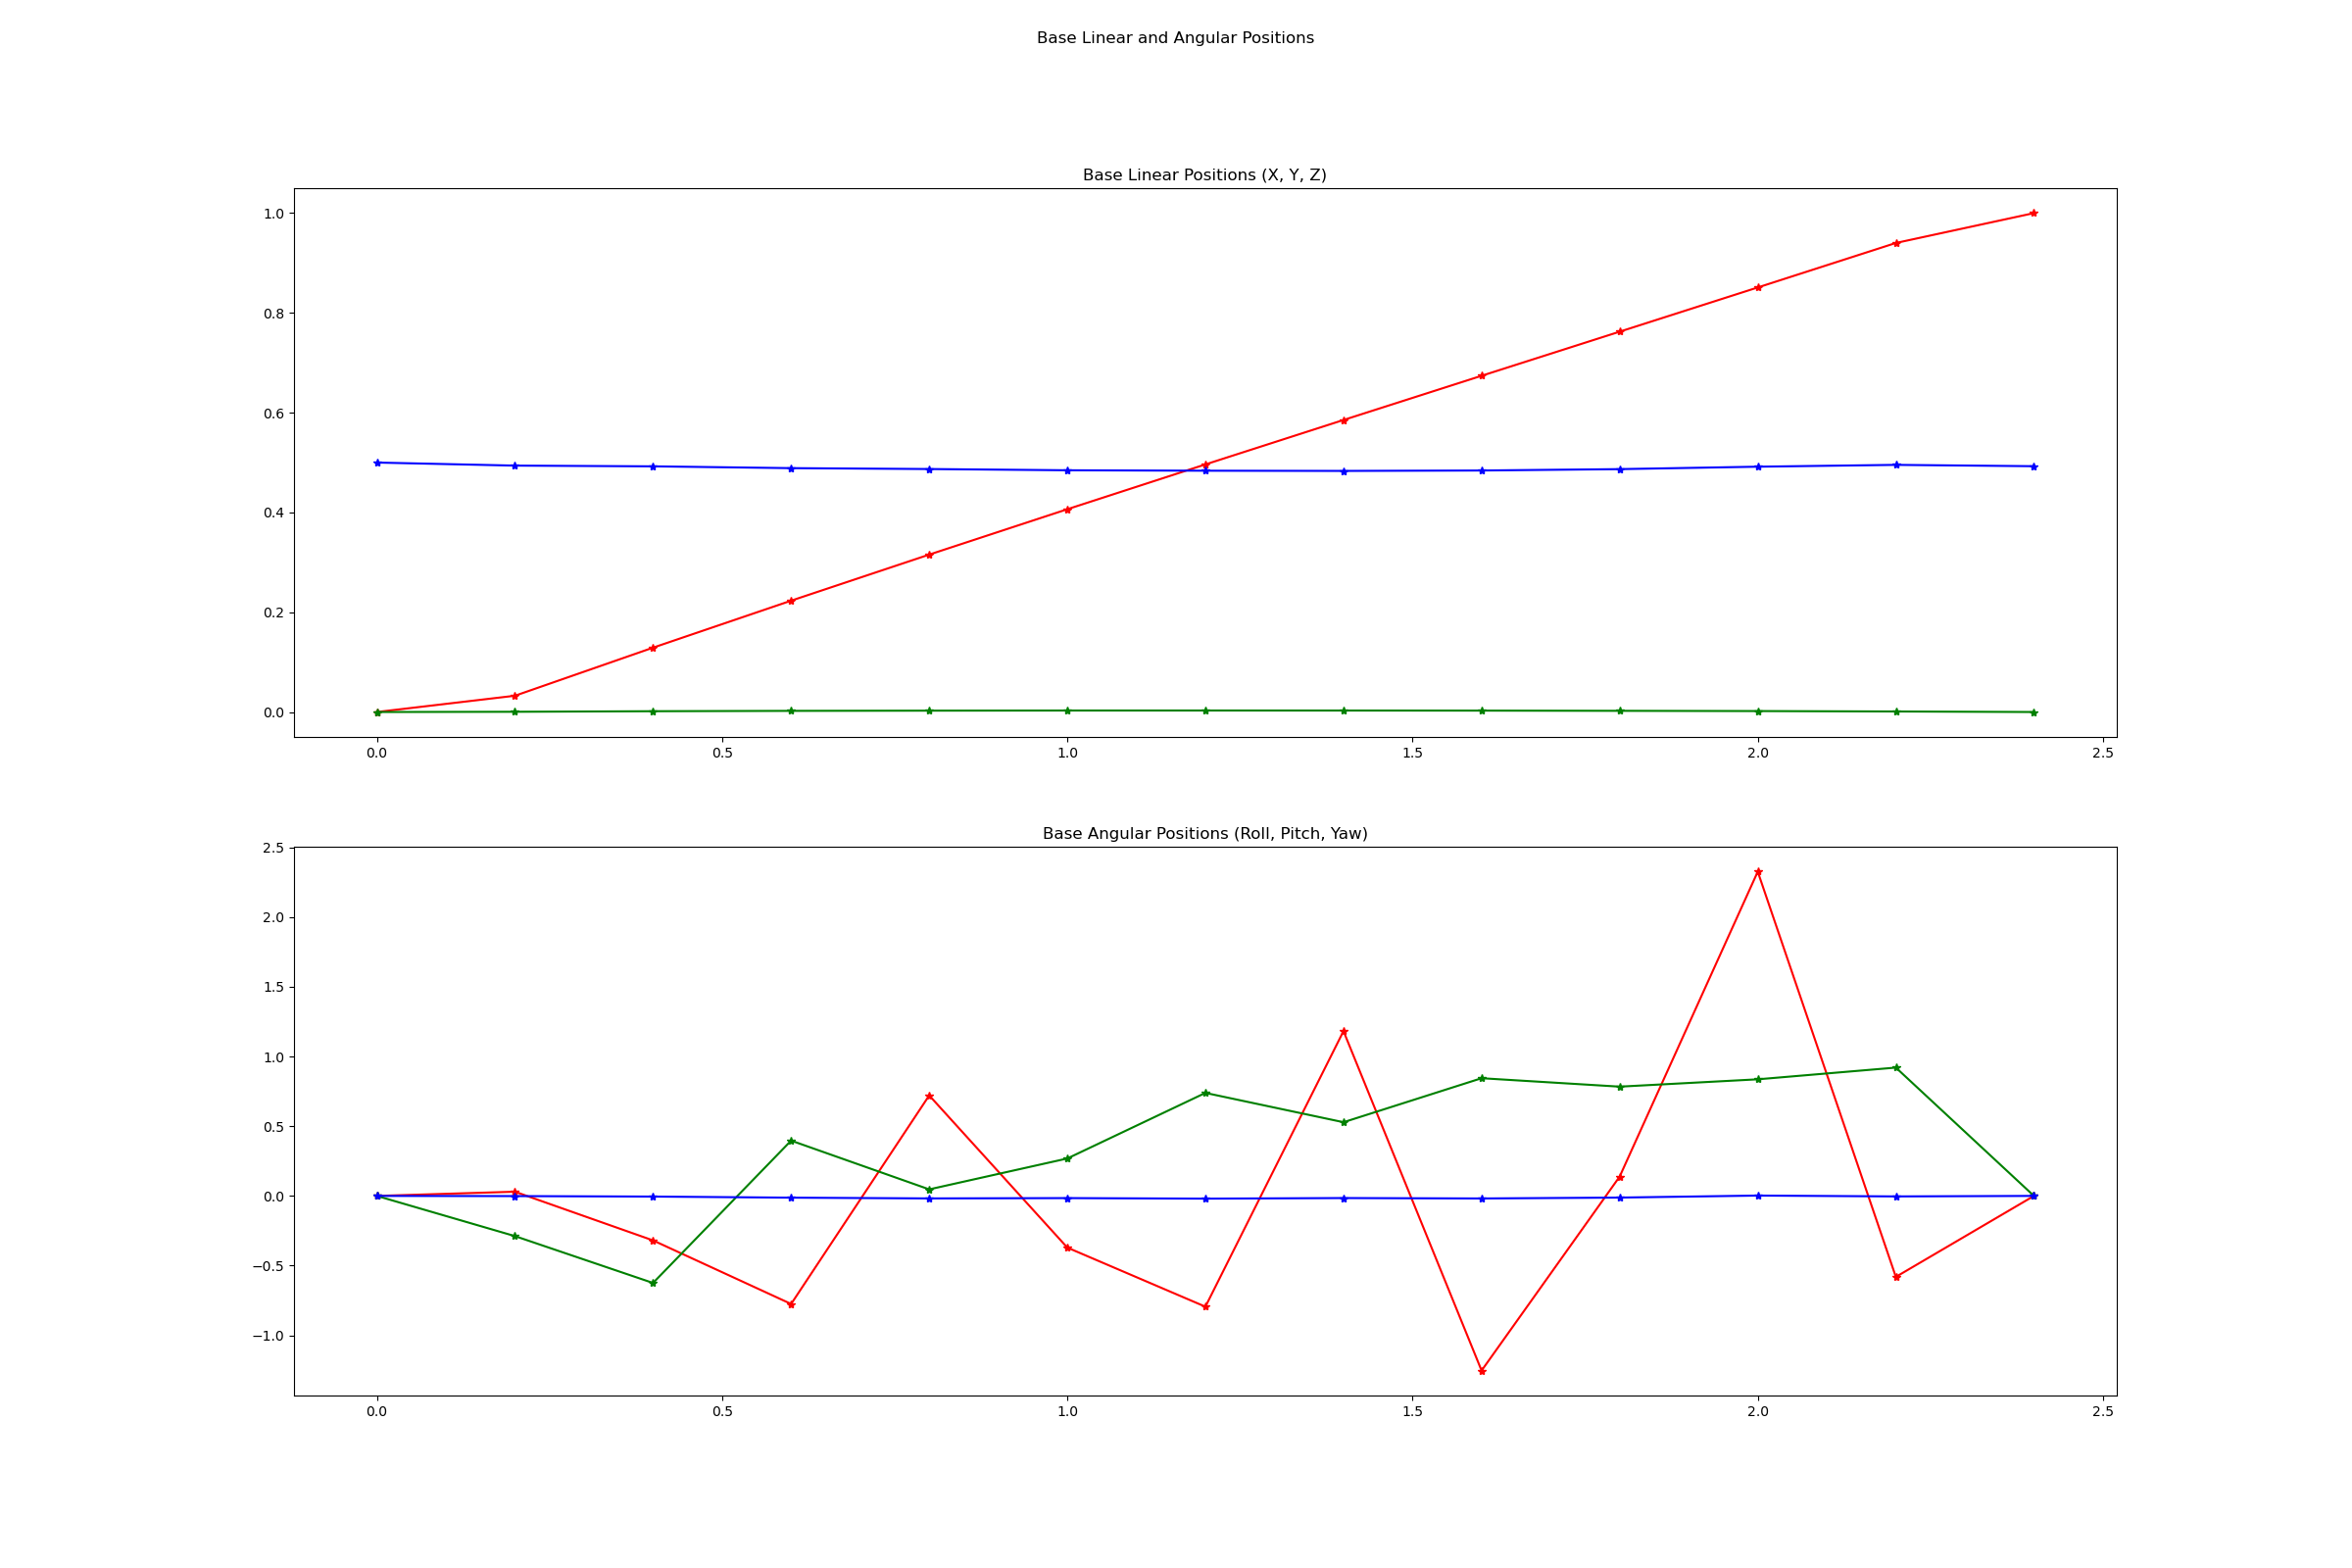 Base Linear and Angular Positions
Base Linear Positions (X, Y, Z)
1.0
0.8
0.6
0.4
0.2
0.0
0.0 0.5 1.0 1.5 2.0 2.5
Base Angular Positions (Roll, Pitch, Yaw)
2.5
2.0
1.5
1.0
0.5
0.0
−0.5
−1.0
0.0 0.5 1.0 1.5 2.0 2.5